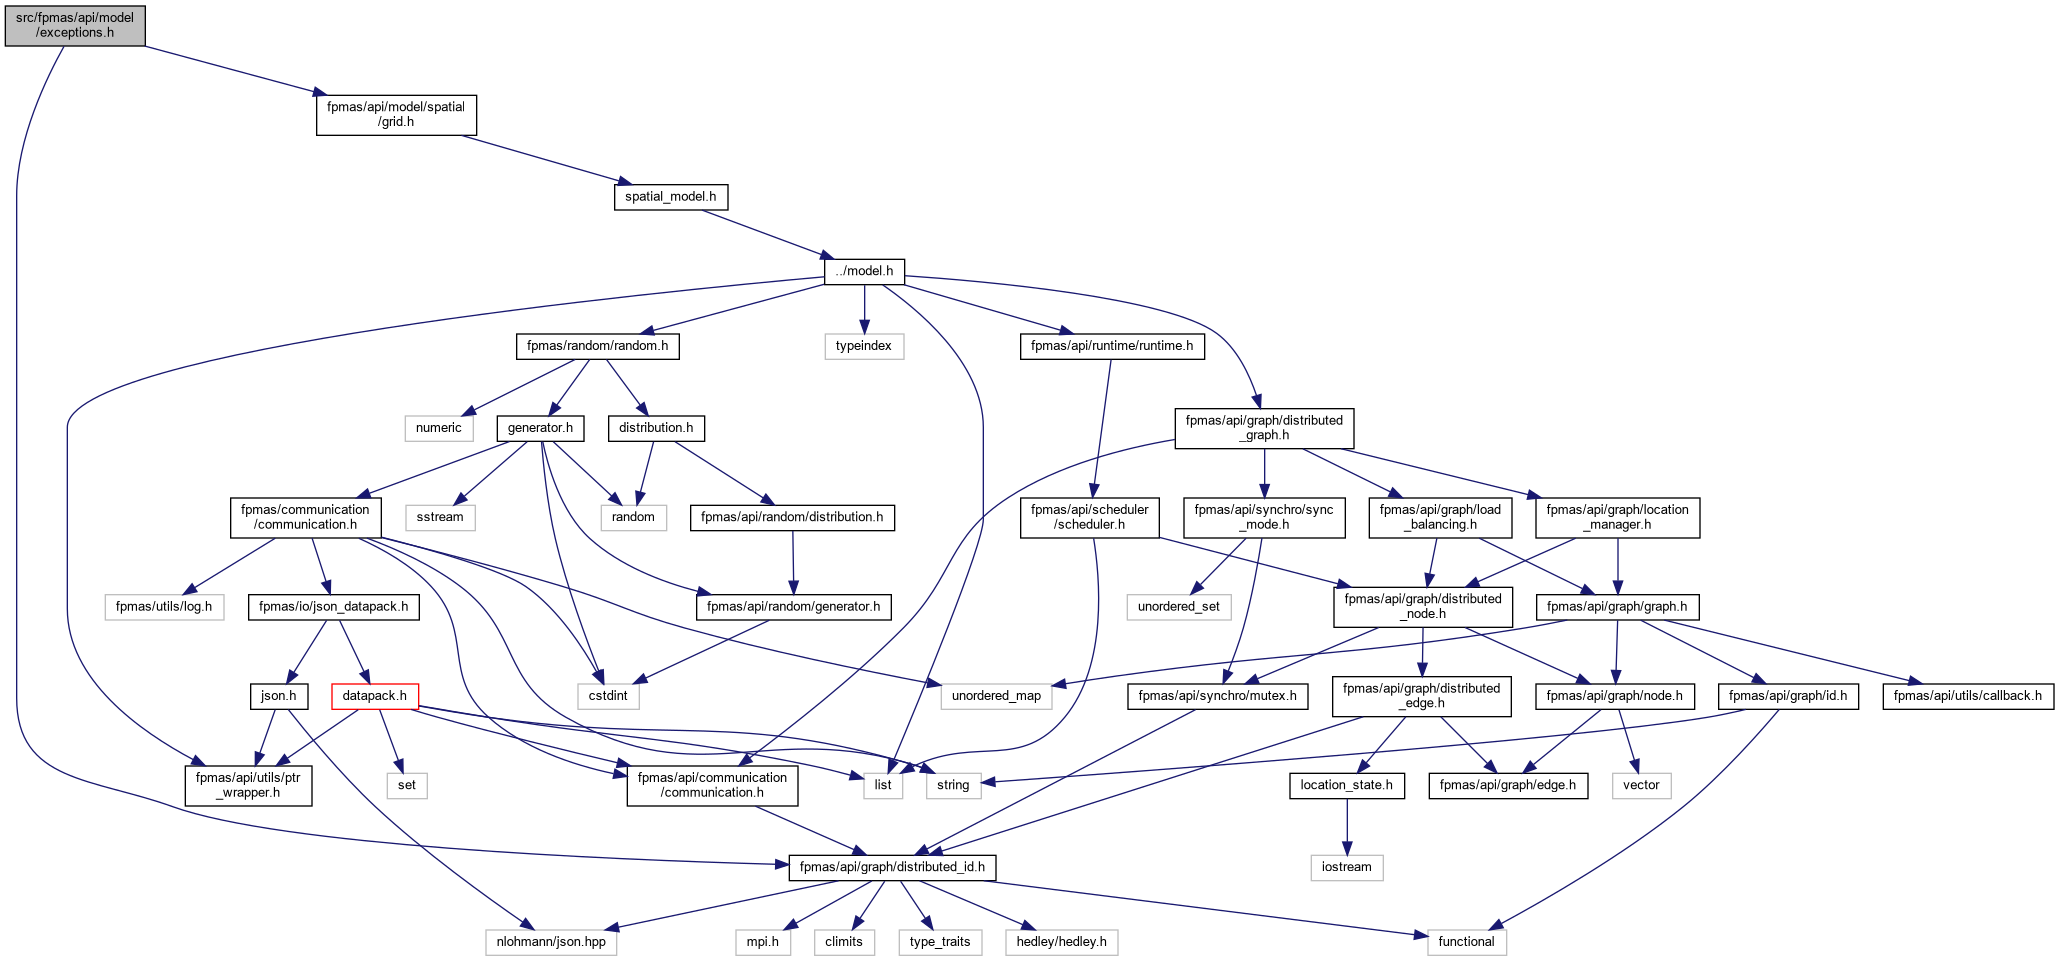 src/fpmas/api/model
/exceptions.h
fpmas/api/model/spatial
/grid.h
spatial_model.h
../model.h
fpmas/random/random.h
typeindex
fpmas/api/runtime/runtime.h
numeric
generator.h
distribution.h
fpmas/api/graph/distributed
_graph.h
fpmas/communication
/communication.h
sstream
random
fpmas/api/random/distribution.h
fpmas/api/scheduler
/scheduler.h
fpmas/api/synchro/sync
_mode.h
fpmas/api/graph/load
_balancing.h
fpmas/api/graph/location
_manager.h
fpmas/utils/log.h
fpmas/io/json_datapack.h
fpmas/api/random/generator.h
unordered_set
fpmas/api/graph/distributed
_node.h
fpmas/api/graph/graph.h
json.h
datapack.h
cstdint
unordered_map
fpmas/api/synchro/mutex.h
fpmas/api/graph/distributed
_edge.h
fpmas/api/graph/node.h
fpmas/api/graph/id.h
fpmas/api/utils/callback.h
fpmas/api/utils/ptr
_wrapper.h
set
fpmas/api/communication
/communication.h
list
string
location_state.h
fpmas/api/graph/edge.h
vector
fpmas/api/graph/distributed_id.h
iostream
nlohmann/json.hpp
mpi.h
climits
type_traits
hedley/hedley.h
functional